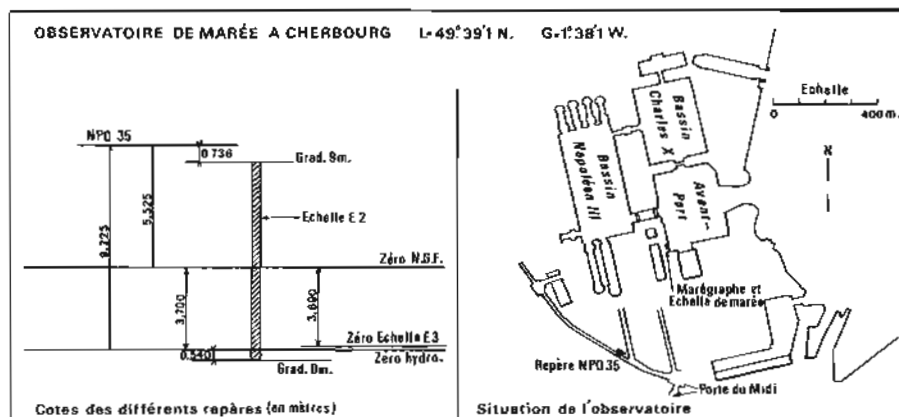 OBSERVATOIRE DE MARÉE A CHERBOURG L=49°39'1 N. G=1°38'1 W.
NPO 35
0.736
Grad. 9m.
5,525
9,725
Echelle E 2
Zéro N.G.F.
3,700
3,690
Zéro Echelle E3
0.540
Zéro hydro.
Grad. 0m.
Cotes des différents repères (en mètres)
Bassin
Charles X
Bassin
Napoléon III
Avant-
Port
Echelle
0 400 m.
N
Marégraphe et
Echelle de marée
Repère NPO 35
Porte du Midi
Situation de l'observatoire